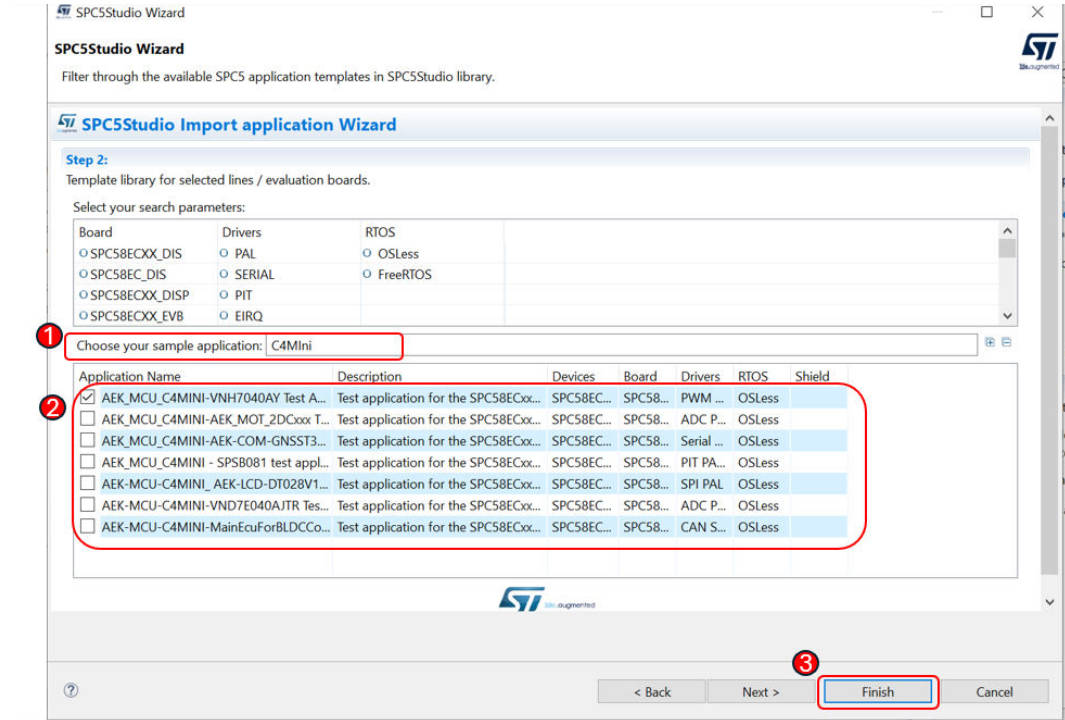 SPC5Studio Wizard
SPC5Studio Wizard
Filter through the available SPC5 application templates in SPC5Studio library.
life.augmented
SPC5Studio Import application Wizard
Step 2:
Template library for selected lines / evaluation boards.
Select your search parameters:
Board Drivers RTOS
SPC58ECXX_DIS PAL OSLess
SPC58EC_DIS SERIAL FreeRTOS
SPC58ECXX_DISP PIT
SPC58ECXX_EVB EIRQ
1
Choose your sample application: C4MIni
Application Name Description Devices Board Drivers RTOS Shield
2
AEK_MCU_C4MINI-VNH7040AY Test A... Test application for the SPC58ECxx... SPC58EC... SPC58... PWM ... OSLess
AEK_MCU_C4MINI-AEK_MOT_2DCxxx T... Test application for the SPC58ECxx... SPC58EC... SPC58... ADC P... OSLess
AEK_MCU_C4MINI-AEK-COM-GNSST3... Test application for the SPC58ECxx... SPC58EC... SPC58... Serial ... OSLess
AEK_MCU_C4MINI - SPSB081 test appl... Test application for the SPC58ECxx... SPC58EC... SPC58... PIT PA... OSLess
AEK-MCU-C4MINI_ AEK-LCD-DT028V1... Test application for the SPC58ECxx... SPC58EC... SPC58... SPI PAL OSLess
AEK-MCU-C4MINI-VND7E040AJTR Tes... Test application for the SPC58ECxx... SPC58EC... SPC58... ADC P... OSLess
AEK-MCU-C4MINI-MainEcuForBLDCCo... Test application for the SPC58ECxx... SPC58EC... SPC58... CAN S... OSLess
life.augmented
3
? < Back Next > Finish Cancel